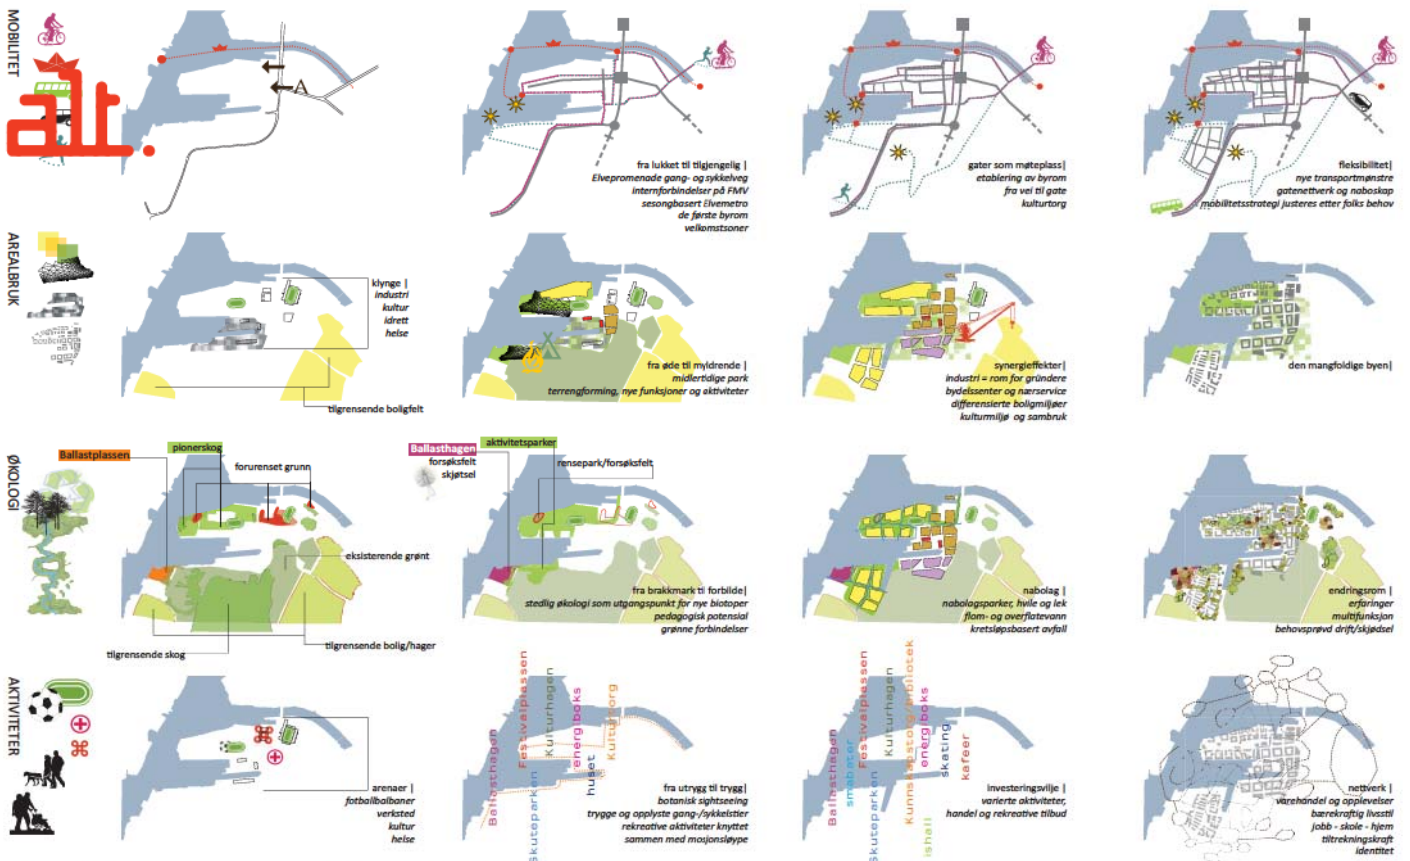 MOBILITET
alt.
A
fra lukket til tilgjengelig |
Elvepromenade gang- og sykkelveg
internforbindelser på FMV
sesongbasert Elvemetro
de første byrom
velkomstsoner
gater som møteplass|
etablering av byrom
fra vei til gate
kulturtorg
fleksibilitet|
nye transportmønstre
gatenettverk og naboskap
mobilitetsstrategi justeres etter folks behov
AREALBRUK
klynge |
industri
kultur
idrett
helse
tilgrensende boligfelt
fra øde til myldrende |
midlertidige park
terrengforming, nye funksjoner og aktiviteter
synergieffekter|
industri = rom for gründere
bydelssenter og nærservice
differensierte boligmiljøer
kulturmiljø og sambruk
den mangfoldige byen|
ØKOLOGI
Ballastplassen
pionerskog
forurenset grunn
eksisterende grønt
tilgrensende skog
tilgrensende bolig/hager
Ballasthagen
forsøksfelt
skjøtsel
aktivitetsparker
rensepark/forsøksfelt
fra brakkmark til forbilde|
stedlig økologi som utgangspunkt for nye biotoper
pedagogisk potensial
grønne forbindelser
nabolag |
nabolagsparker, hvile og lek
flom- og overflatevann
kretsløpsbasert avfall
endringsrom |
erfaringer
multifunksjon
behovsprøvd drift/skjødsel
AKTIVITETER
arenaer |
fotballbalbaner
verksted
kultur
helse
Ballasthagen
Festivalplassen
Skuteparken
Kulturhagen
energiboks
huset
Kulturtorg
fra utrygg til trygg|
botanisk sightseeing
trygge og opplyste gang-/sykkelstier
rekreative aktiviteter knyttet
sammen med mosjonsløype
Ballasthagen
småbåter
Festivalplassen
Skuteparken
Kulturhagen
Kunnskapstorg/bibliotek
energiboks
ishall
skating
kafeer
investeringsvilje |
varierte aktiviteter,
handel og rekreative tilbud
nettverk |
varehandel og opplevelser
bærekraftig livsstil
jobb - skole - hjem
tiltrekningskraft
identitet